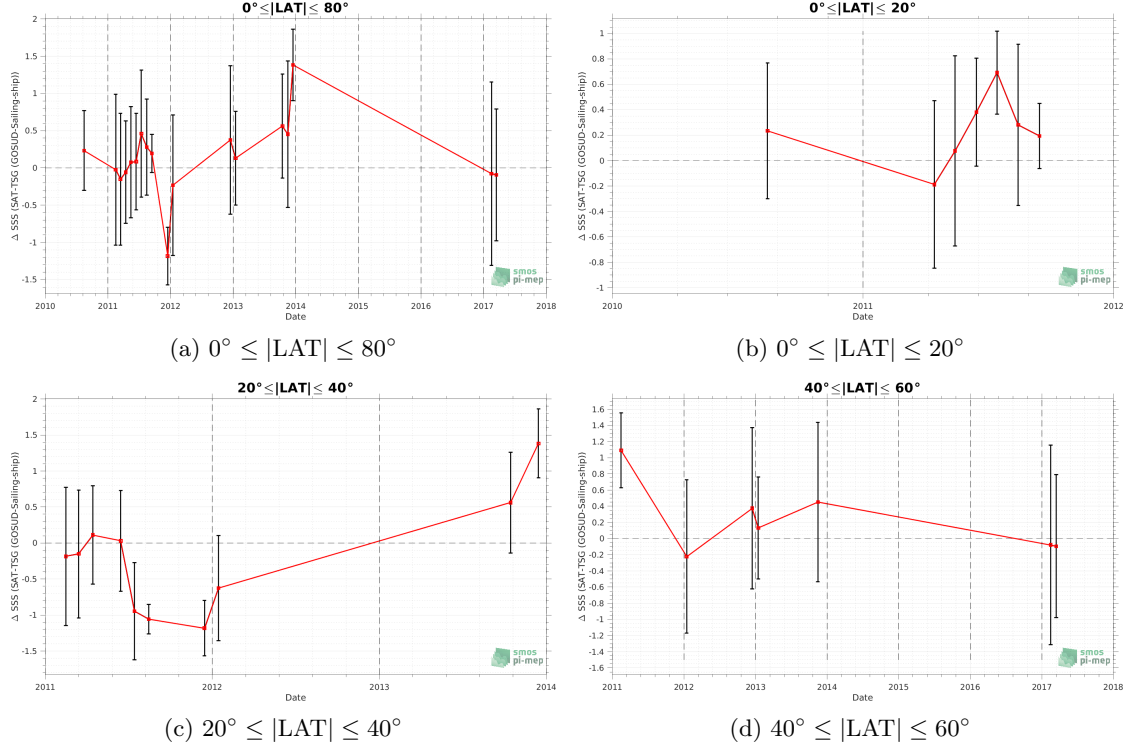 0°≤|LAT|≤ 80°
2
1.5
1
0.5
0
-0.5
-1
-1.5
Δ SSS (SAT-TSG (GOSUD-Sailing-ship))
2010 2011 2012 2013 2014 2015 2016 2017 2018
Date
smos
pi-mep
(a) 0° ≤ |LAT| ≤ 80°
0°≤|LAT|≤ 20°
1
0.8
0.6
0.4
0.2
0
-0.2
-0.4
-0.6
-0.8
-1
Δ SSS (SAT-TSG (GOSUD-Sailing-ship))
2010 2011 2012
Date
smos
pi-mep
(b) 0° ≤ |LAT| ≤ 20°
20°≤|LAT|≤ 40°
2
1.5
1
0.5
0
-0.5
-1
-1.5
Δ SSS (SAT-TSG (GOSUD-Sailing-ship))
2011 2012 2013 2014
Date
smos
pi-mep
(c) 20° ≤ |LAT| ≤ 40°
40°≤|LAT|≤ 60°
1.6
1.4
1.2
1
0.8
0.6
0.4
0.2
0
-0.2
-0.4
-0.6
-0.8
-1
-1.2
-1.4
-1.6
Δ SSS (SAT-TSG (GOSUD-Sailing-ship))
2011 2012 2013 2014 2015 2016 2017 2018
Date
smos
pi-mep
(d) 40° ≤ |LAT| ≤ 60°